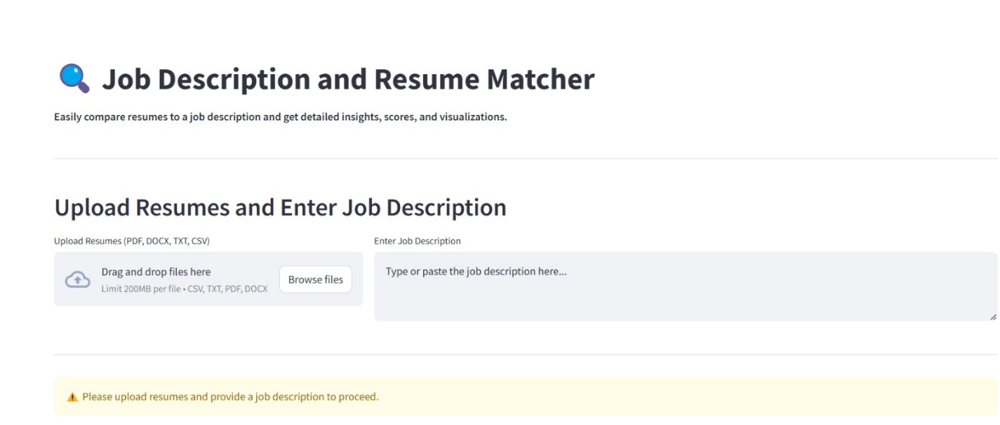 Job Description and Resume Matcher
Easily compare resumes to a job description and get detailed insights, scores, and visualizations.
Upload Resumes and Enter Job Description
Upload Resumes (PDF, DOCX, TXT, CSV)
Drag and drop files here
Limit 200MB per file • CSV, TXT, PDF, DOCX
Browse files
Enter Job Description
Type or paste the job description here...
Please upload resumes and provide a job description to proceed.